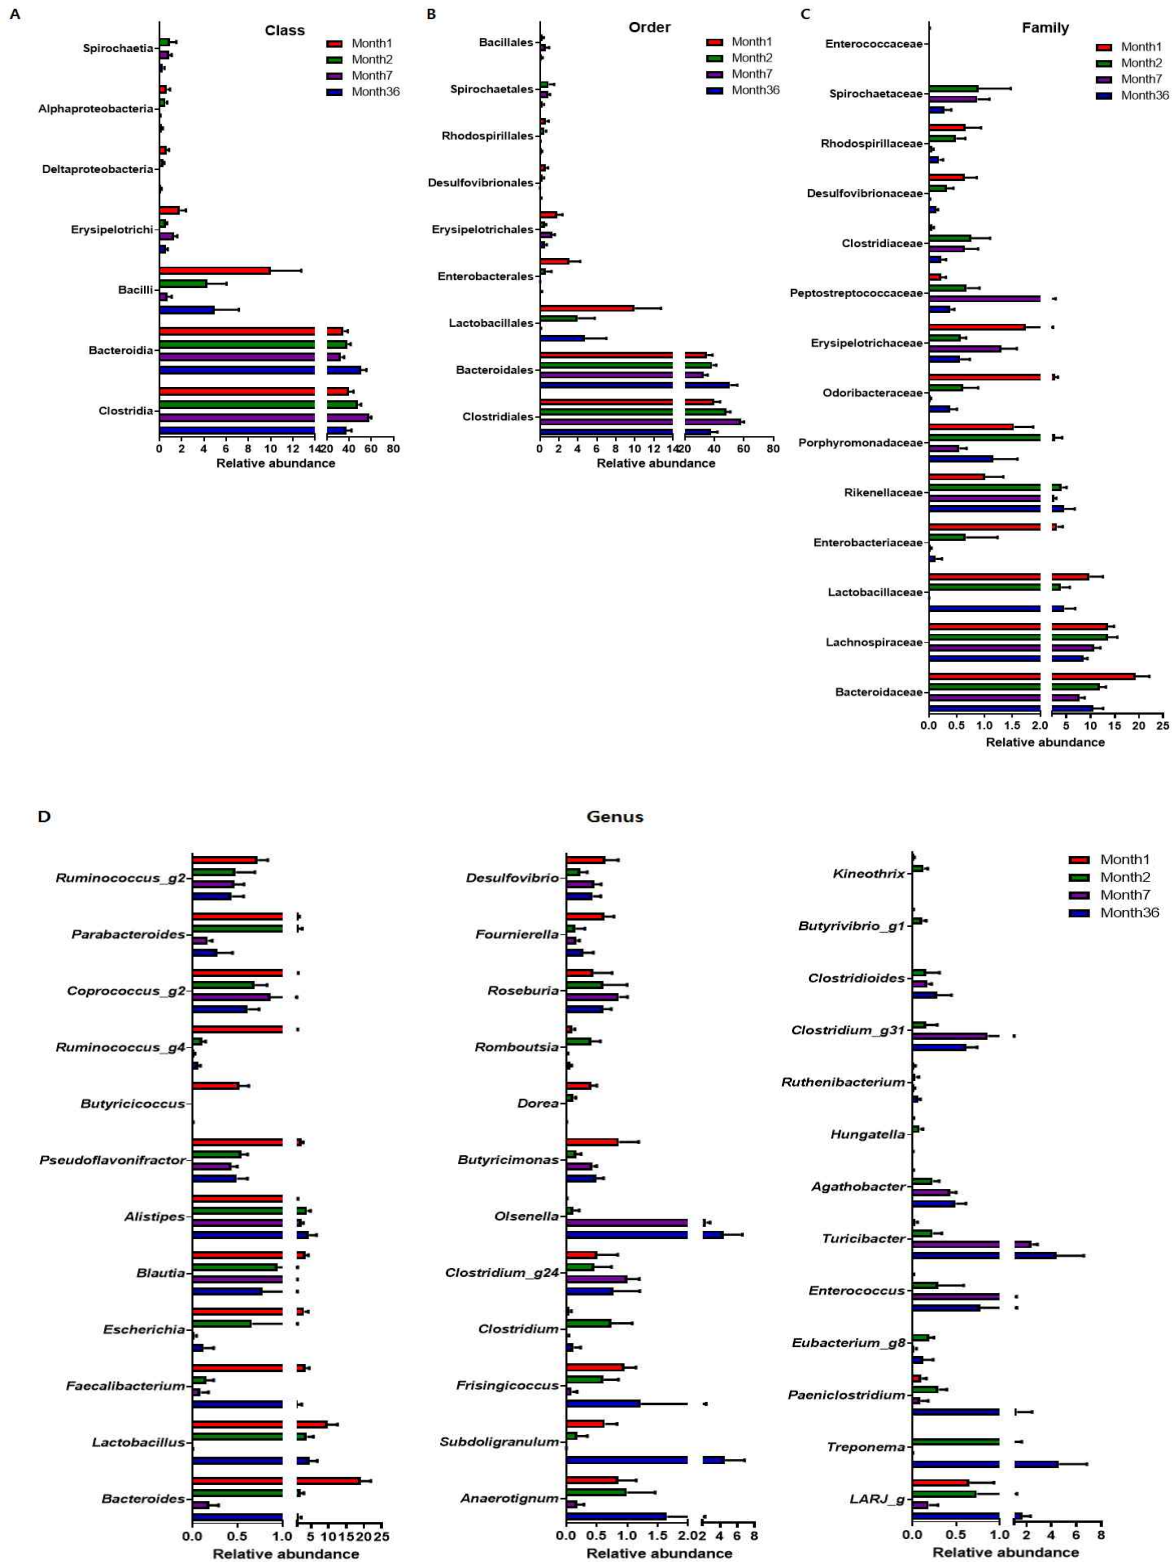 A
Class
Month1
Month2
Month7
Month36
Spirochaetia
Alphaproteobacteria
Deltaproteobacteria
Erysipelotrichi
Bacilli
Bacteroidia
Clostridia
0 2 4 6 8 10 12 14 20 40 60 80
Relative abundance
B
Order
Month1
Month2
Month7
Month36
Bacillales
Spirochaetales
Rhodospirillales
Desulfovibrionales
Erysipelotrichales
Enterobacterales
Lactobacillales
Bacteroidales
Clostridiales
0 2 4 6 8 10 12 14 20 40 60 80
Relative abundance
C
Family
Month1
Month2
Month7
Month36
Enterococcaceae
Spirochaetaceae
Rhodospirillaceae
Desulfovibrionaceae
Clostridiaceae
Peptostreptococcaceae
Erysipelotrichaceae
Odoribacteraceae
Porphyromonadaceae
Rikenellaceae
Enterobacteriaceae
Lactobacillaceae
Lachnospiraceae
Bacteroidaceae
0.0 0.5 1.0 1.5 2.0 5 10 15 20 25
Relative abundance
D
Genus
Ruminococcus_g2
Parabacteroides
Coprococcus_g2
Ruminococcus_g4
Butyricicoccus
Pseudoflavonifractor
Alistipes
Blautia
Escherichia
Faecalibacterium
Lactobacillus
Bacteroides
0.0 0.5 1.0 5 10 15 20 25
Relative abundance
Desulfovibrio
Fournierella
Roseburia
Romboutsia
Dorea
Butyricimonas
Olsenella
Clostridium_g24
Clostridium
Frisingicoccus
Subdoligranulum
Anaerotignum
0.0 0.5 1.0 1.5 2.0 2 4 6 8
Relative abundance
Month1
Month2
Month7
Month36
Kineothrix
Butyrivibrio_g1
Clostridioides
Clostridium_g31
Ruthenibacterium
Hungatella
Agathobacter
Turicibacter
Enterococcus
Eubacterium_g8
Paeniclostridium
Treponema
LARJ_g
0.0 0.5 1.0 2 4 6 8
Relative abundance